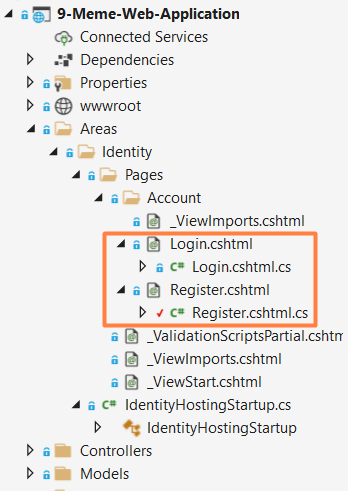 9-Meme-Web-Application
Connected Services
Dependencies
Properties
wwwroot
Areas
Identity
Pages
Account
_ViewImports.cshtml
Login.cshtml
C# Login.cshtml.cs
Register.cshtml
C# Register.cshtml.cs
_ValidationScriptsPartial.cshtm
_ViewImports.cshtml
_ViewStart.cshtml
C# IdentityHostingStartup.cs
IdentityHostingStartup
Controllers
Models